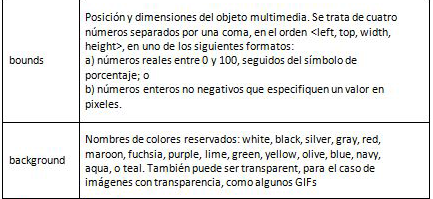 Posición y dimensiones del objeto multimedia. Se trata de cuatro
números separados por una coma, en el orden <left, top, width,
height>, en uno de los siguientes formatos:
bounds
a) números reales entre 0 y 100, seguidos del símbolo de
porcentaje; o
b) números enteros no negativos que especifiquen un valor en
pixeles.
Nombres de colores reservados: white, black, silver, gray, red,
maroon, fuchsia, purple, lime, green, yellow, olive, blue, navy,
background
aqua, o teal. También puede ser transparent, para el caso de
imágenes con transparencia, como algunos GIFs